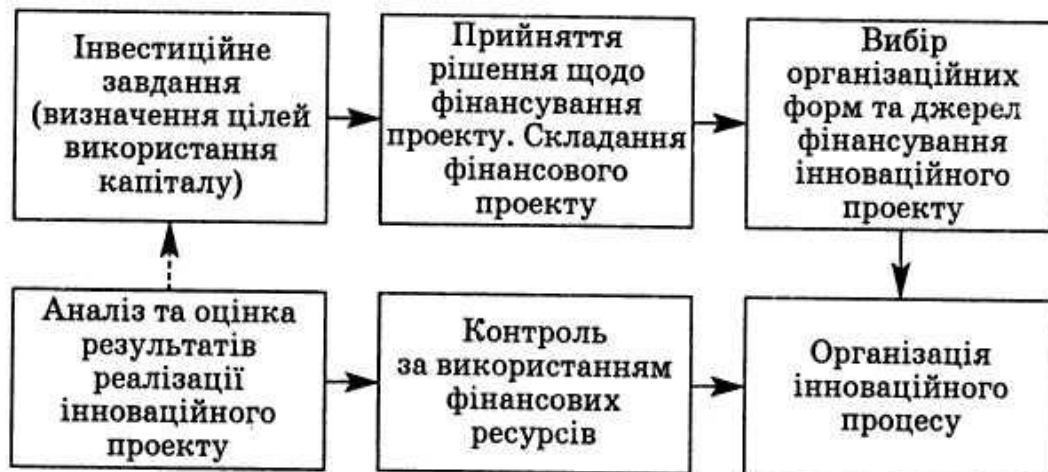 Інвестиційне
завдання
(визначення цілей
використання
капіталу)
Прийняття
рішення щодо
фінансування
проекту. Складання
фінансового
проекту
Вибір
організаційних
форм та джерел
фінансування
інноваційного
проекту
Аналіз та оцінка
результатів
реалізації
інноваційного
проекту
Контроль
за використанням
фінансових
ресурсів
Організація
інноваційного
процесу